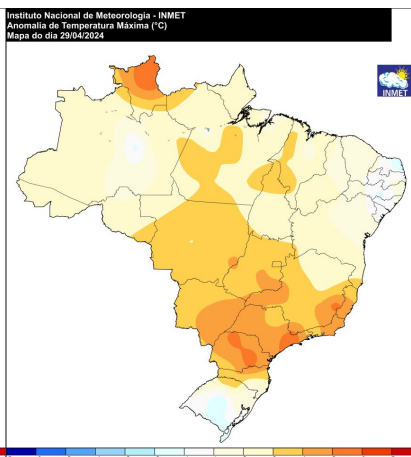 Instituto Nacional de Meteorologia - INMET
Anomalia de Temperatura Máxima (°C)
Mapa do dia 29/04/2024
INMET